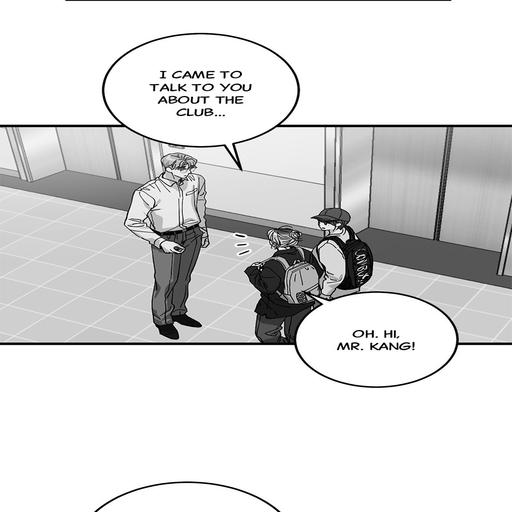 I CAME TO
TALK TO YOU
ABOUT THE
CLUB...
OH. HI,
MR. KANG!